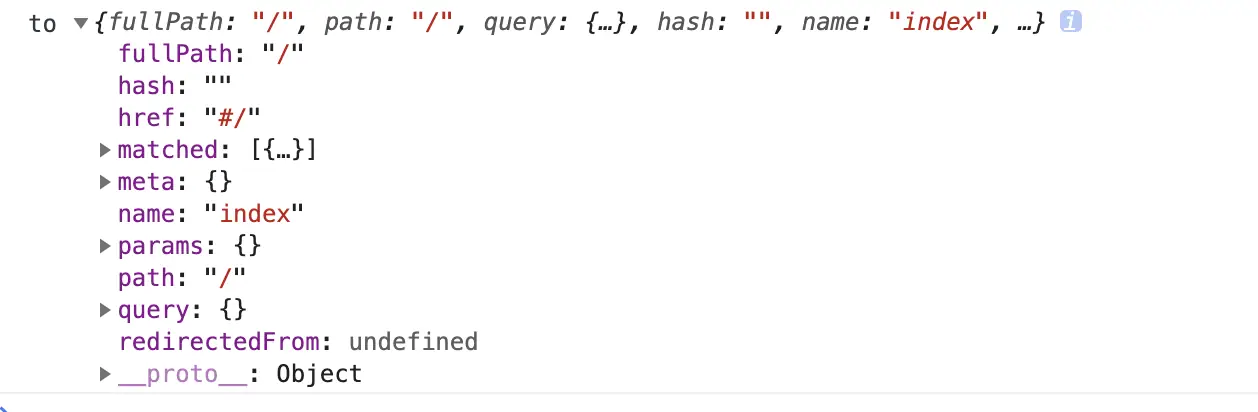 to ▼{fullPath: "/", path: "/", query: {…}, hash: "", name: "index", …} i
fullPath: "/"
hash: ""
href: "#/"
▶matched: [{…}]
▶meta: {}
name: "index"
▶params: {}
path: "/"
▶query: {}
redirectedFrom: undefined
▶__proto__: Object